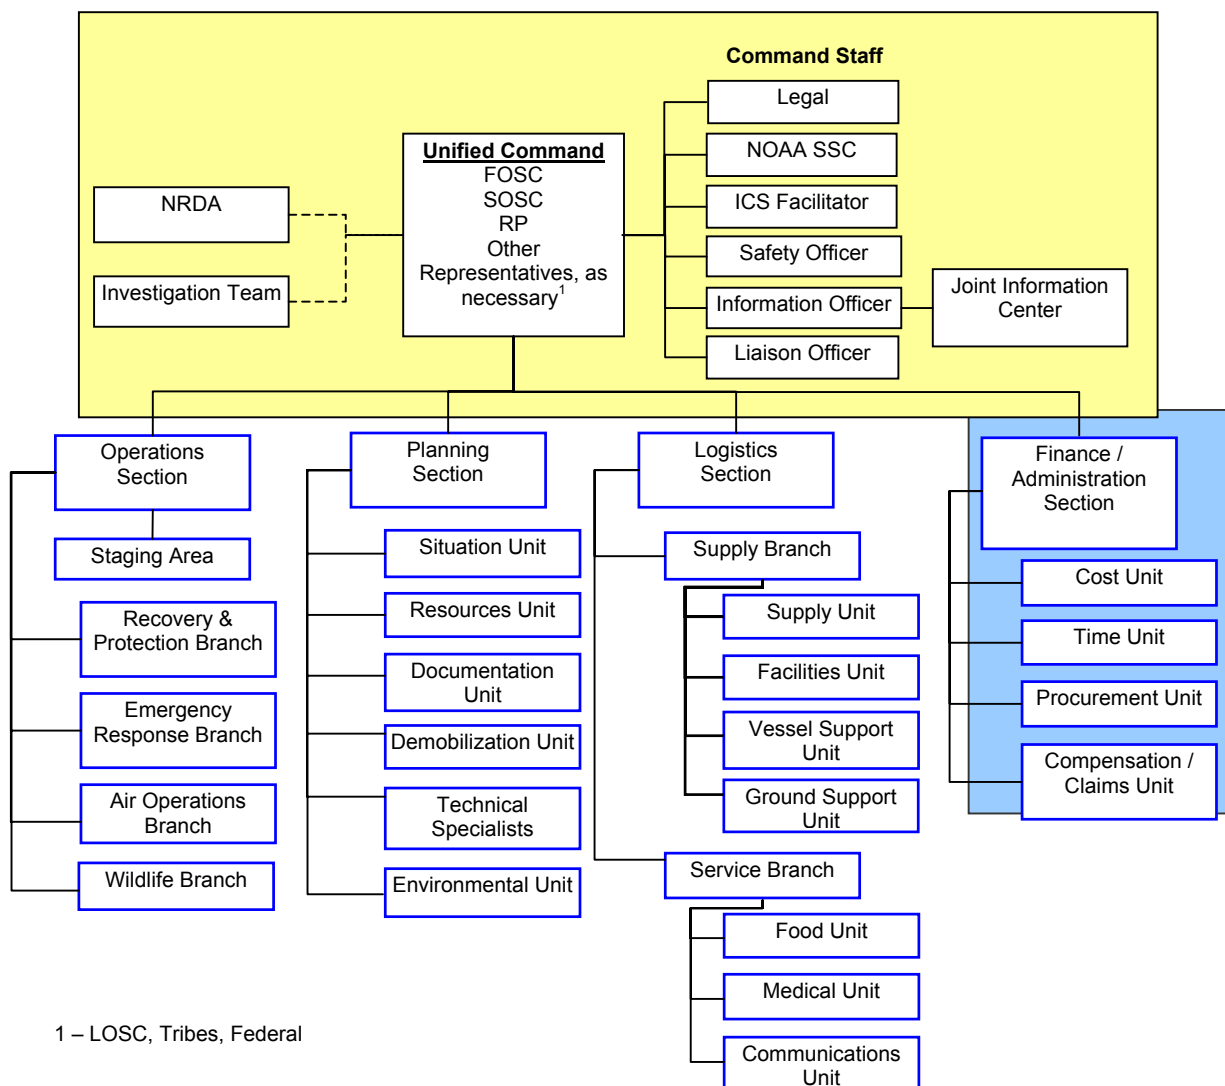 Command Staff
Legal
NOAA SSC
ICS Facilitator
Safety Officer
Information Officer
Liaison Officer
Joint Information
Center
Unified Command
FOSC
SOSC
RP
Other
Representatives, as
necessary1
NRDA
Investigation Team
Operations
Section
Staging Area
Recovery &
Protection Branch
Emergency
Response Branch
Air Operations
Branch
Wildlife Branch
Planning
Section
Situation Unit
Resources Unit
Documentation
Unit
Demobilization Unit
Technical
Specialists
Environmental Unit
Logistics
Section
Supply Branch
Supply Unit
Facilities Unit
Vessel Support
Unit
Ground Support
Unit
Service Branch
Food Unit
Medical Unit
Communications
Unit
Finance /
Administration
Section
Cost Unit
Time Unit
Procurement Unit
Compensation /
Claims Unit
1 – LOSC, Tribes, Federal